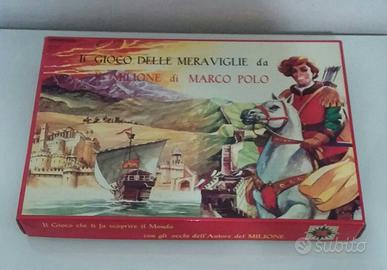 Il GIOCO DELLE MERAVIGLIE da
IL MILIONE di MARCO POLO
Il Gioco che ti fa scoprire il Mondo
con gli occhi dell'Autore del MILIONE
subito